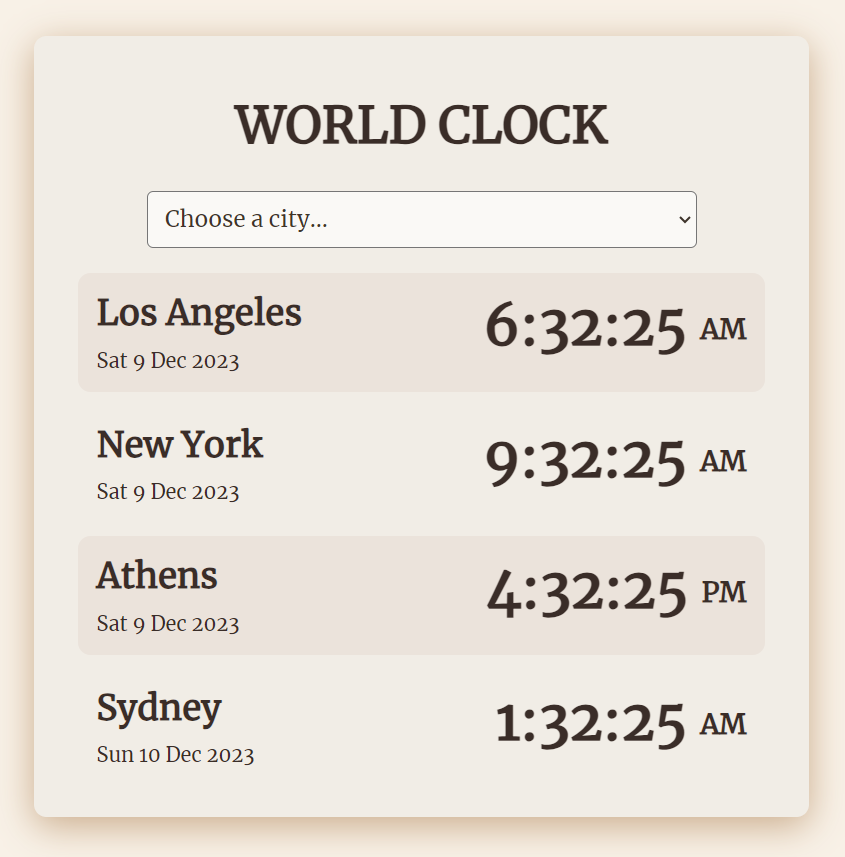 WORLD CLOCK
Choose a city...
Los Angeles
6:32:25 AM
Sat 9 Dec 2023
New York
9:32:25 AM
Sat 9 Dec 2023
Athens
4:32:25 PM
Sat 9 Dec 2023
Sydney
1:32:25 AM
Sun 10 Dec 2023